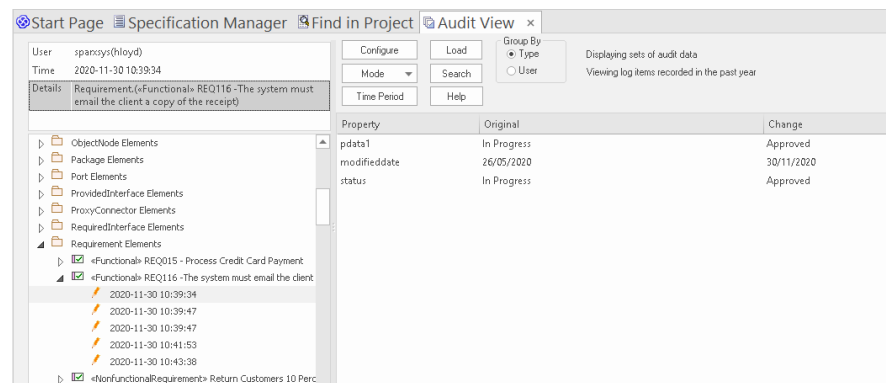 Start Page Specification Manager Find in Project Audit View ×
User sparxsys(hloyd)
Time 2020-11-30 10:39:34
Details Requirement.(«Functional» REQ116 -The system must
email the client a copy of the receipt)
Configure Load
Mode Search
Time Period Help
Group By
Type
User
Displaying sets of audit data
Viewing log items recorded in the past year
Property Original Change
pdata1 In Progress Approved
modifieddate 26/05/2020 30/11/2020
status In Progress Approved
ObjectNode Elements
Package Elements
Port Elements
ProvidedInterface Elements
ProxyConnector Elements
RequiredInterface Elements
Requirement Elements
«Functional» REQ015 - Process Credit Card Payment
«Functional» REQ116 -The system must email the client
2020-11-30 10:39:34
2020-11-30 10:39:47
2020-11-30 10:39:47
2020-11-30 10:41:53
2020-11-30 10:43:38
«NonfunctionalRequirement» Return Customers 10 Perc